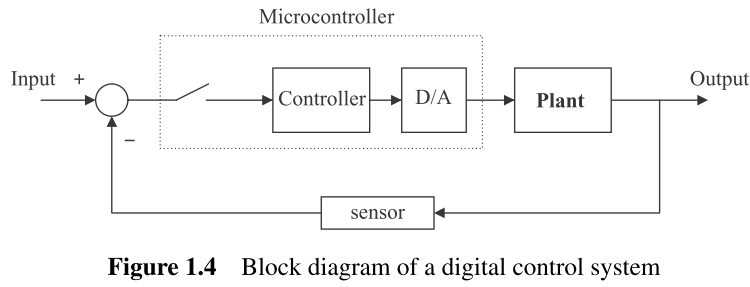 Microcontroller
Input + Output
Controller D/A Plant
−
sensor
Figure 1.4 Block diagram of a digital control system